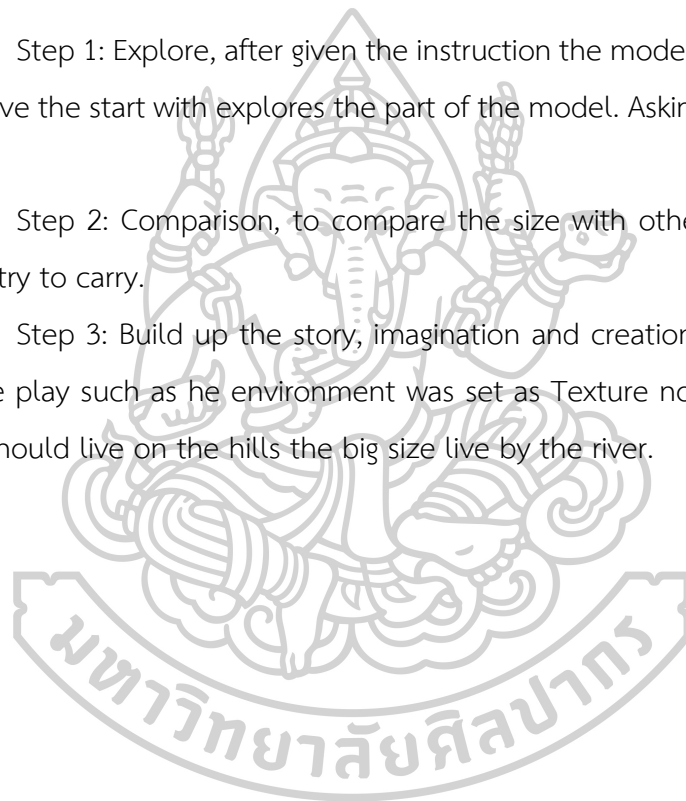 Step 1: Explore, after given the instruction the mode
ve the start with explores the part of the model. Askin
Step 2: Comparison, to compare the size with othe
try to carry.
Step 3: Build up the story, imagination and creation
e play such as he environment was set as Texture no
hould live on the hills the big size live by the river.
มหาวิทยาลัยศิลปากร